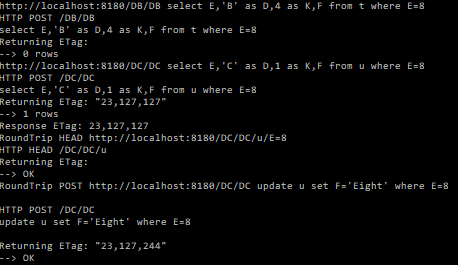 http://localhost:8180/DB/DB select E,'B' as D,4 as K,F from t where E=8
HTTP POST /DB/DB
select E,'B' as D,4 as K,F from t where E=8
Returning ETag:
--> 0 rows
http://localhost:8180/DC/DC select E,'C' as D,1 as K,F from u where E=8
HTTP POST /DC/DC
select E,'C' as D,1 as K,F from u where E=8
Returning ETag: "23,127,127"
--> 1 rows
Response ETag: 23,127,127
RoundTrip HEAD http://localhost:8180/DC/DC/u/E=8
HTTP HEAD /DC/DC/u
Returning ETag:
--> OK
RoundTrip POST http://localhost:8180/DC/DC update u set F='Eight' where E=8
HTTP POST /DC/DC
update u set F='Eight' where E=8
Returning ETag: "23,127,244"
--> OK